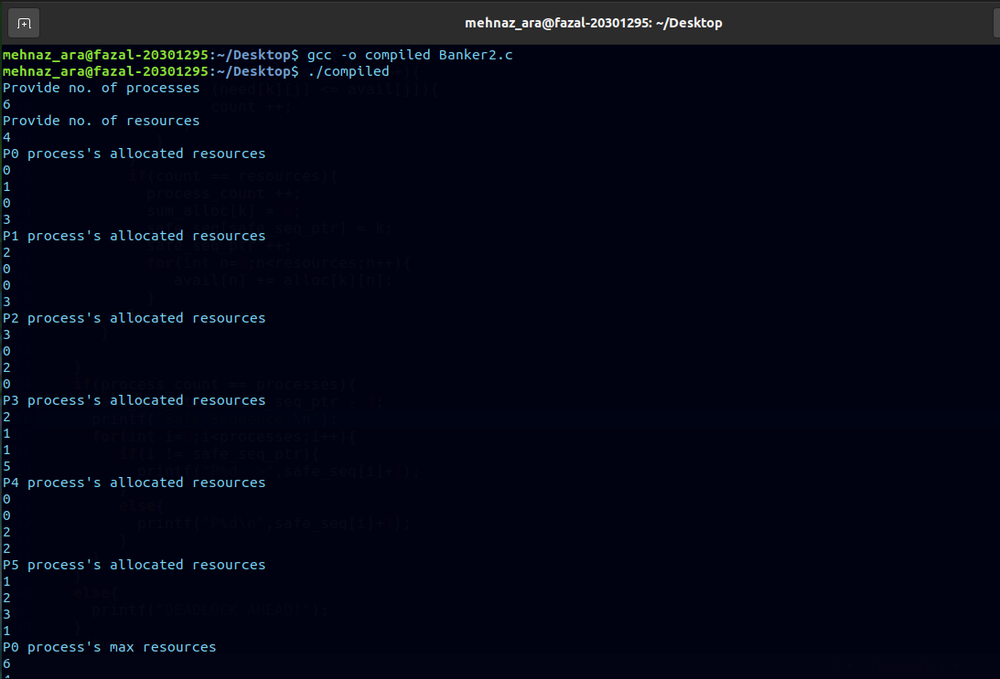 mehnaz_ara@fazal-20301295: ~/Desktop
mehnaz_ara@fazal-20301295:~/Desktop$ gcc -o compiled Banker2.c
mehnaz_ara@fazal-20301295:~/Desktop$ ./compiled
Provide no. of processes
6
Provide no. of resources
4
P0 process's allocated resources
0
1
0
3
P1 process's allocated resources
2
0
0
3
P2 process's allocated resources
3
0
2
0
P3 process's allocated resources
2
1
1
5
P4 process's allocated resources
0
0
2
2
P5 process's allocated resources
1
2
3
1
P0 process's max resources
6